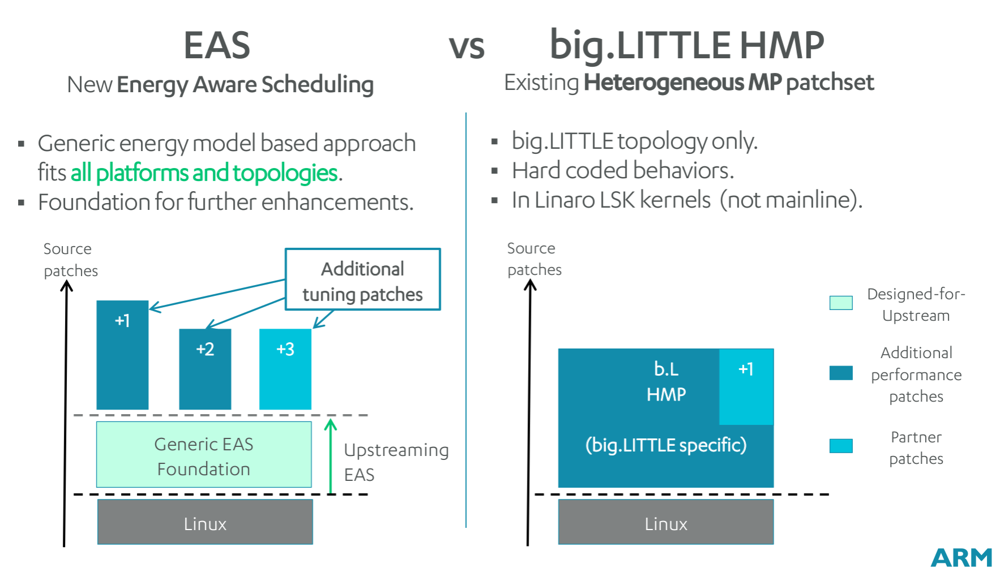 EAS
vs
big.LITTLE HMP
New Energy Aware Scheduling
Existing Heterogeneous MP patchset
▪ Generic energy model based approach
fits all platforms and topologies.
▪ Foundation for further enhancements.
▪ big.LITTLE topology only.
▪ Hard coded behaviors.
▪ In Linaro LSK kernels (not mainline).
Source
patches
Additional
tuning patches
+1
+2
+3
Generic EAS
Foundation
Upstreaming
EAS
Linux
Source
patches
b.L
HMP
+1
(big.LITTLE specific)
Linux
Designed-for-
Upstream
Additional
performance
patches
Partner
patches
ARM